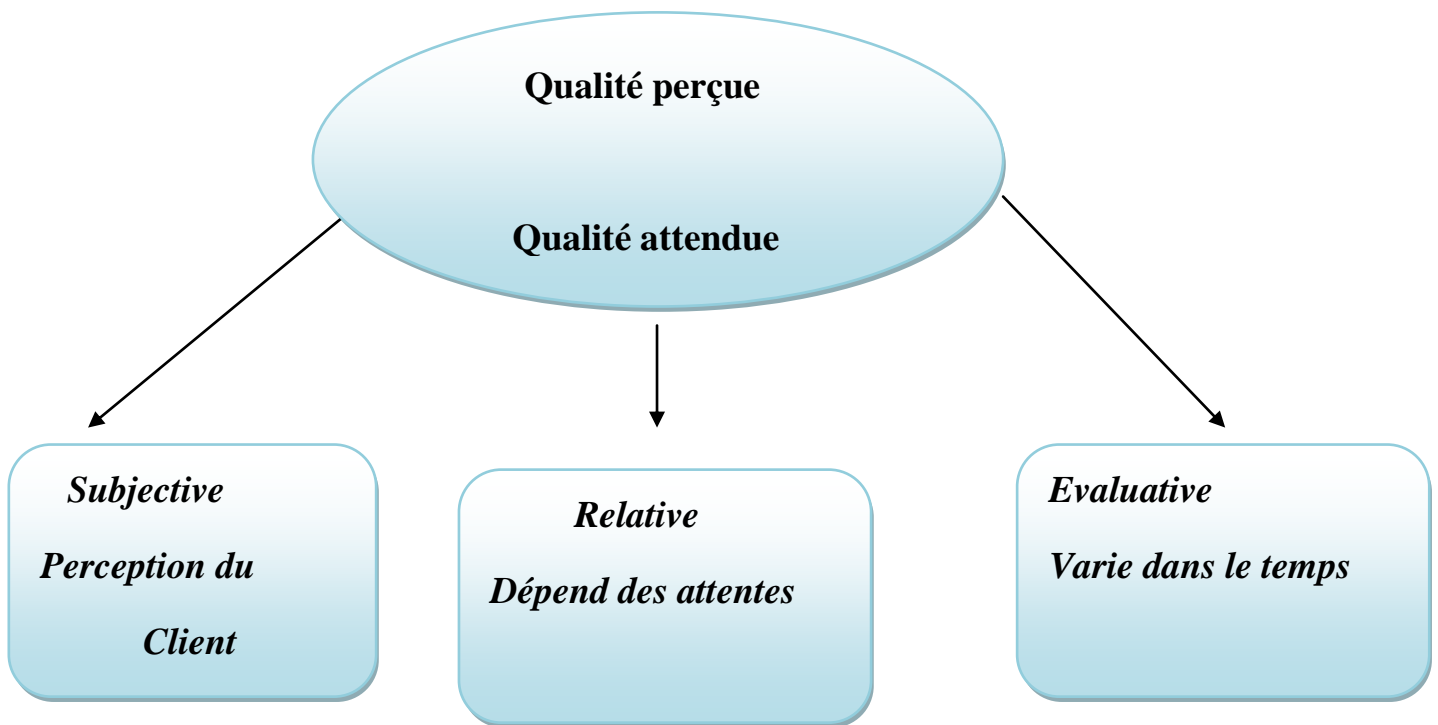 Qualité perçue
Qualité attendue
Subjective
Perception du
Client
Relative
Dépend des attentes
Evaluative
Varie dans le temps